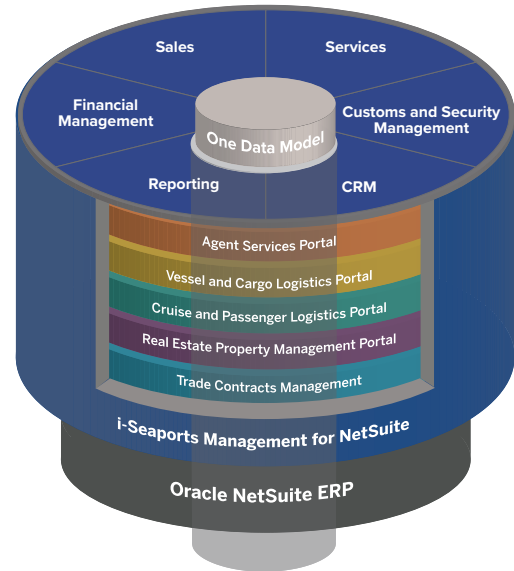 Sales
Services
Financial
Management
Customs and Security
Management
One Data Model
Reporting
CRM
Agent Services Portal
Vessel and Cargo Logistics Portal
Cruise and Passenger Logistics Portal
Real Estate Property Management Portal
Trade Contracts Management
i-Seaports Management for NetSuite
Oracle NetSuite ERP